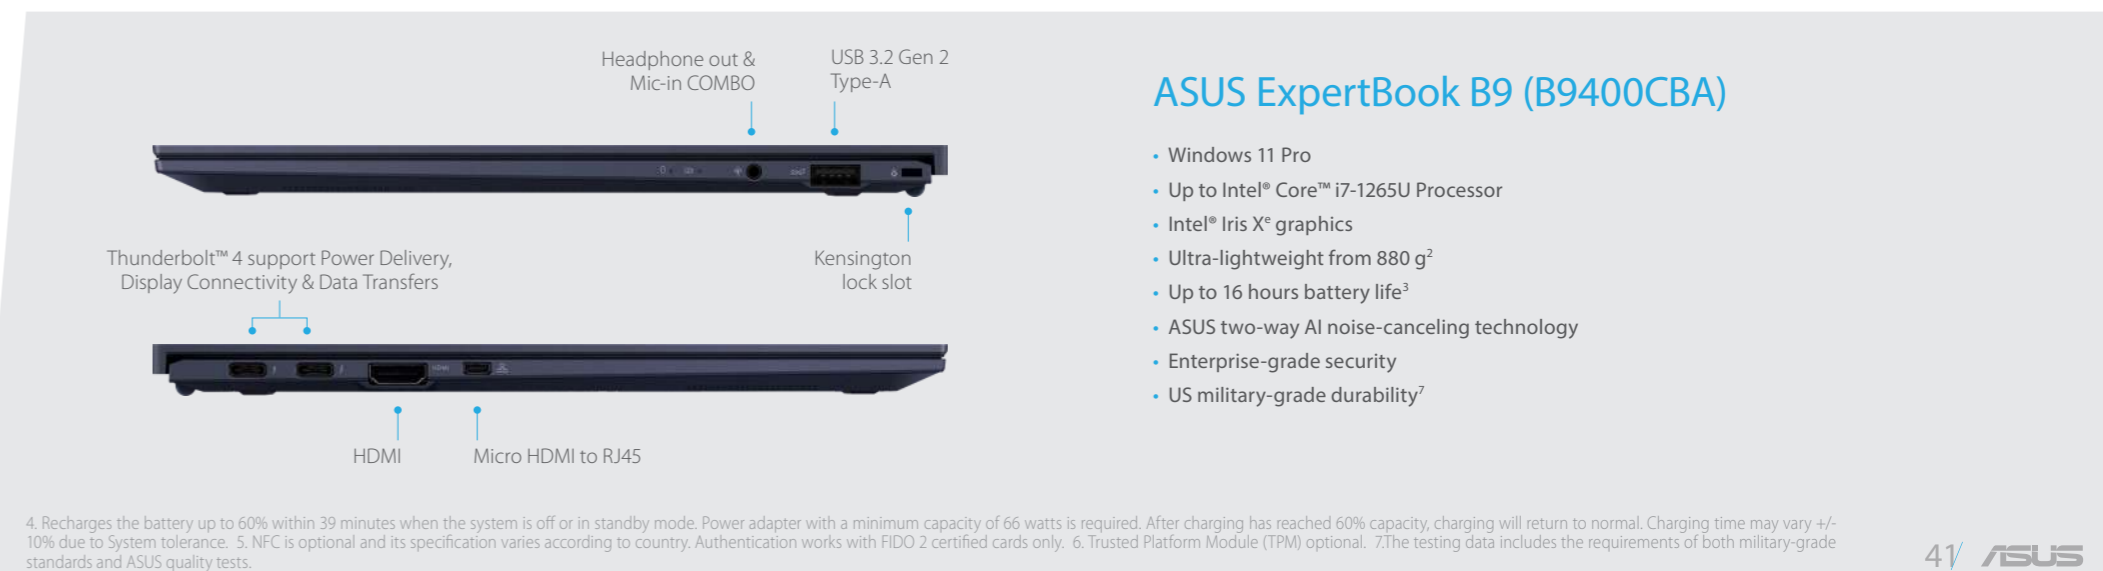 Headphone out &
Mic-in COMBO
USB 3.2 Gen 2
Type-A
Thunderbolt™ 4 support Power Delivery,
Display Connectivity & Data Transfers
Kensington
lock slot
HDMI
HDMI
Micro HDMI to RJ45
ASUS ExpertBook B9 (B9400CBA)
• Windows 11 Pro
• Up to Intel® Core™ i7-1265U Processor
• Intel® Iris Xᵉ graphics
• Ultra-lightweight from 880 g²
• Up to 16 hours battery life³
• ASUS two-way AI noise-canceling technology
• Enterprise-grade security
• US military-grade durability⁷
4. Recharges the battery up to 60% within 39 minutes when the system is off or in standby mode. Power adapter with a minimum capacity of 66 watts is required. After charging has reached 60% capacity, charging will return to normal. Charging time may vary +/-
10% due to System tolerance. 5. NFC is optional and its specification varies according to country. Authentication works with FIDO 2 certified cards only. 6. Trusted Platform Module (TPM) optional. 7.The testing data includes the requirements of both military-grade
standards and ASUS quality tests.
41/ ASUS